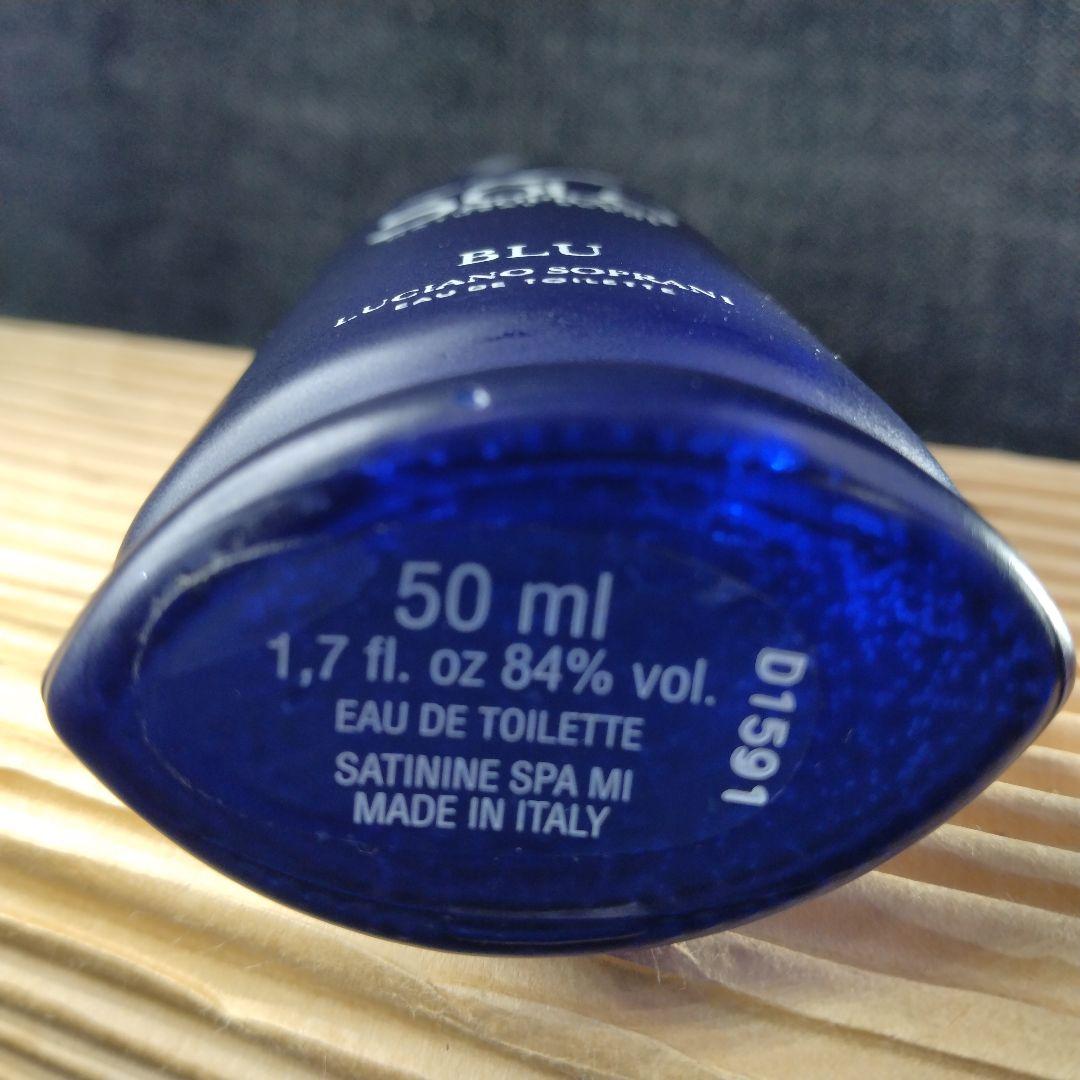 BLU
LUCIANO SOPRANI
EAU DE TOILETTE
50 ml
1,7 fl. oz 84% vol.
EAU DE TOILETTE
SATININE SPA MI
MADE IN ITALY
D1591